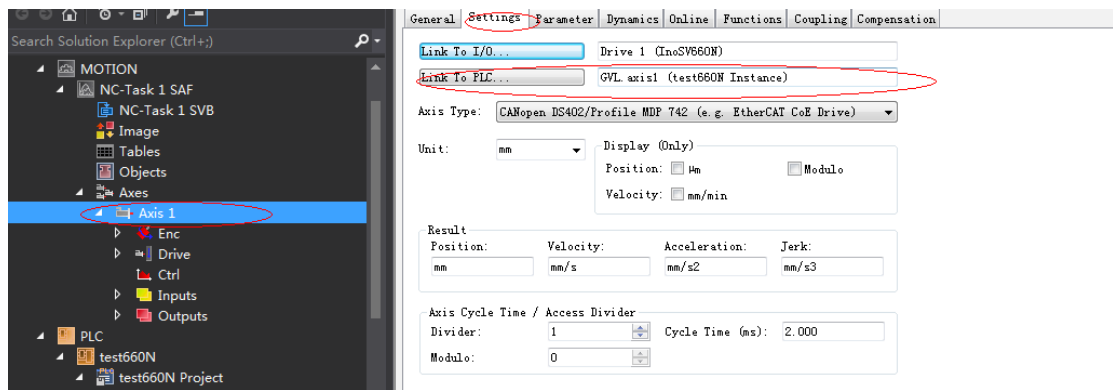 Search Solution Explorer (Ctrl+;)
MOTION
NC-Task 1 SAF
NC-Task 1 SVB
Image
Tables
Objects
Axes
Axis 1
Enc
Drive
Ctrl
Inputs
Outputs
PLC
test660N
test660N Project
General Settings Parameter Dynamics Online Functions Coupling Compensation
Link To I/O... Drive 1 (InoSV660N)
Link To PLC... GVL.axis1 (test660N Instance)
Axis Type: CANopen DS402/Profile MDP 742 (e.g. EtherCAT CoE Drive)
Unit: mm Display (Only)
Position: µm Modulo
Velocity: mm/min
Result
Position: Velocity: Acceleration: Jerk:
mm mm/s mm/s2 mm/s3
Axis Cycle Time / Access Divider
Divider: 1 Cycle Time (ms): 2.000
Modulo: 0